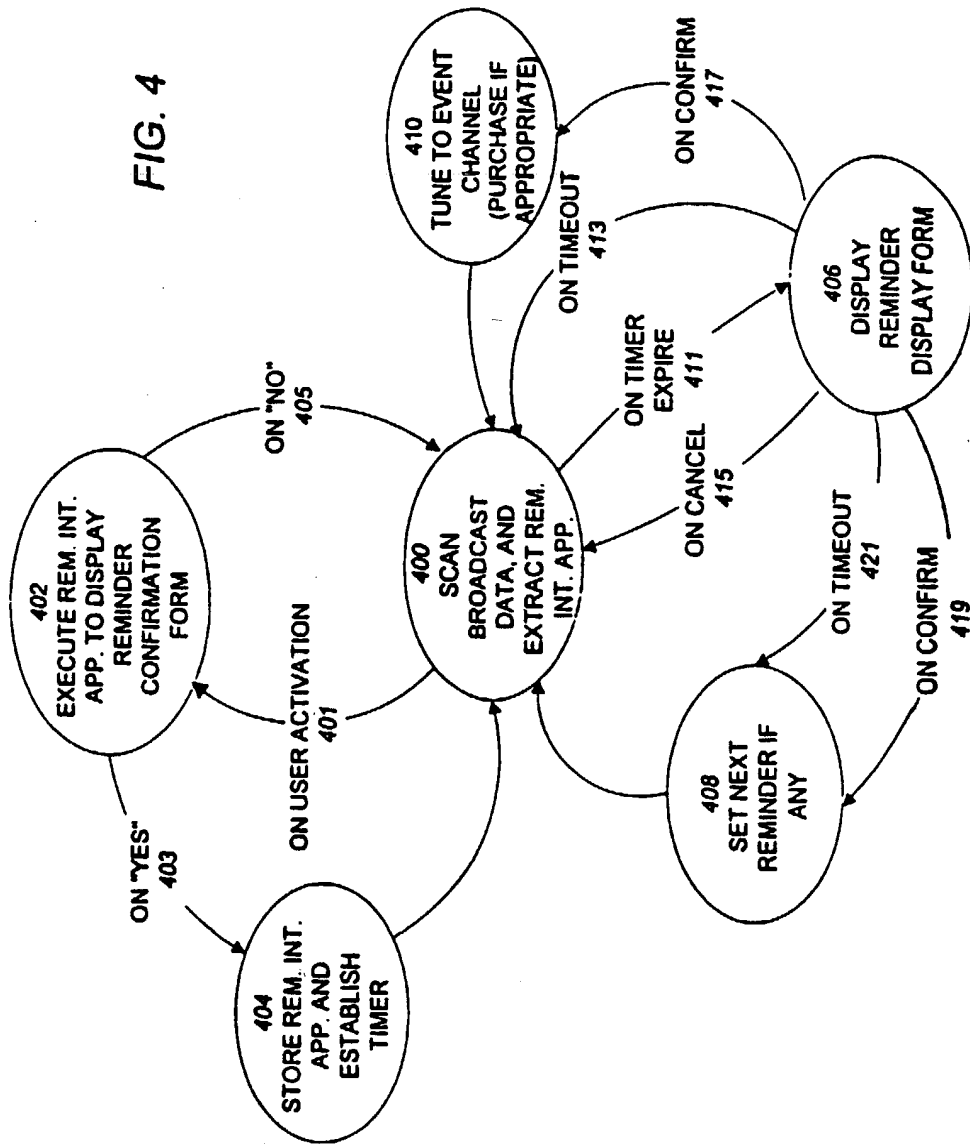 FIG. 4
402
EXECUTE REM. INT.
APP. TO DISPLAY
REMINDER
CONFIRMATION
FORM
ON "YES"
403
ON "NO"
405
ON USER ACTIVATION
401
404
STORE REM. INT.
APP. AND
ESTABLISH
TIMER
400
SCAN
BROADCAST
DATA, AND
EXTRACT REM.
INT. APP.
410
TUNE TO EVENT
CHANNEL
(PURCHASE IF
APPROPRIATE)
ON TIMEOUT
413
ON CONFIRM
417
ON TIMER
EXPIRE
411
ON CANCEL
415
408
SET NEXT
REMINDER IF
ANY
ON TIMEOUT
421
ON CONFIRM
419
406
DISPLAY
REMINDER
DISPLAY FORM